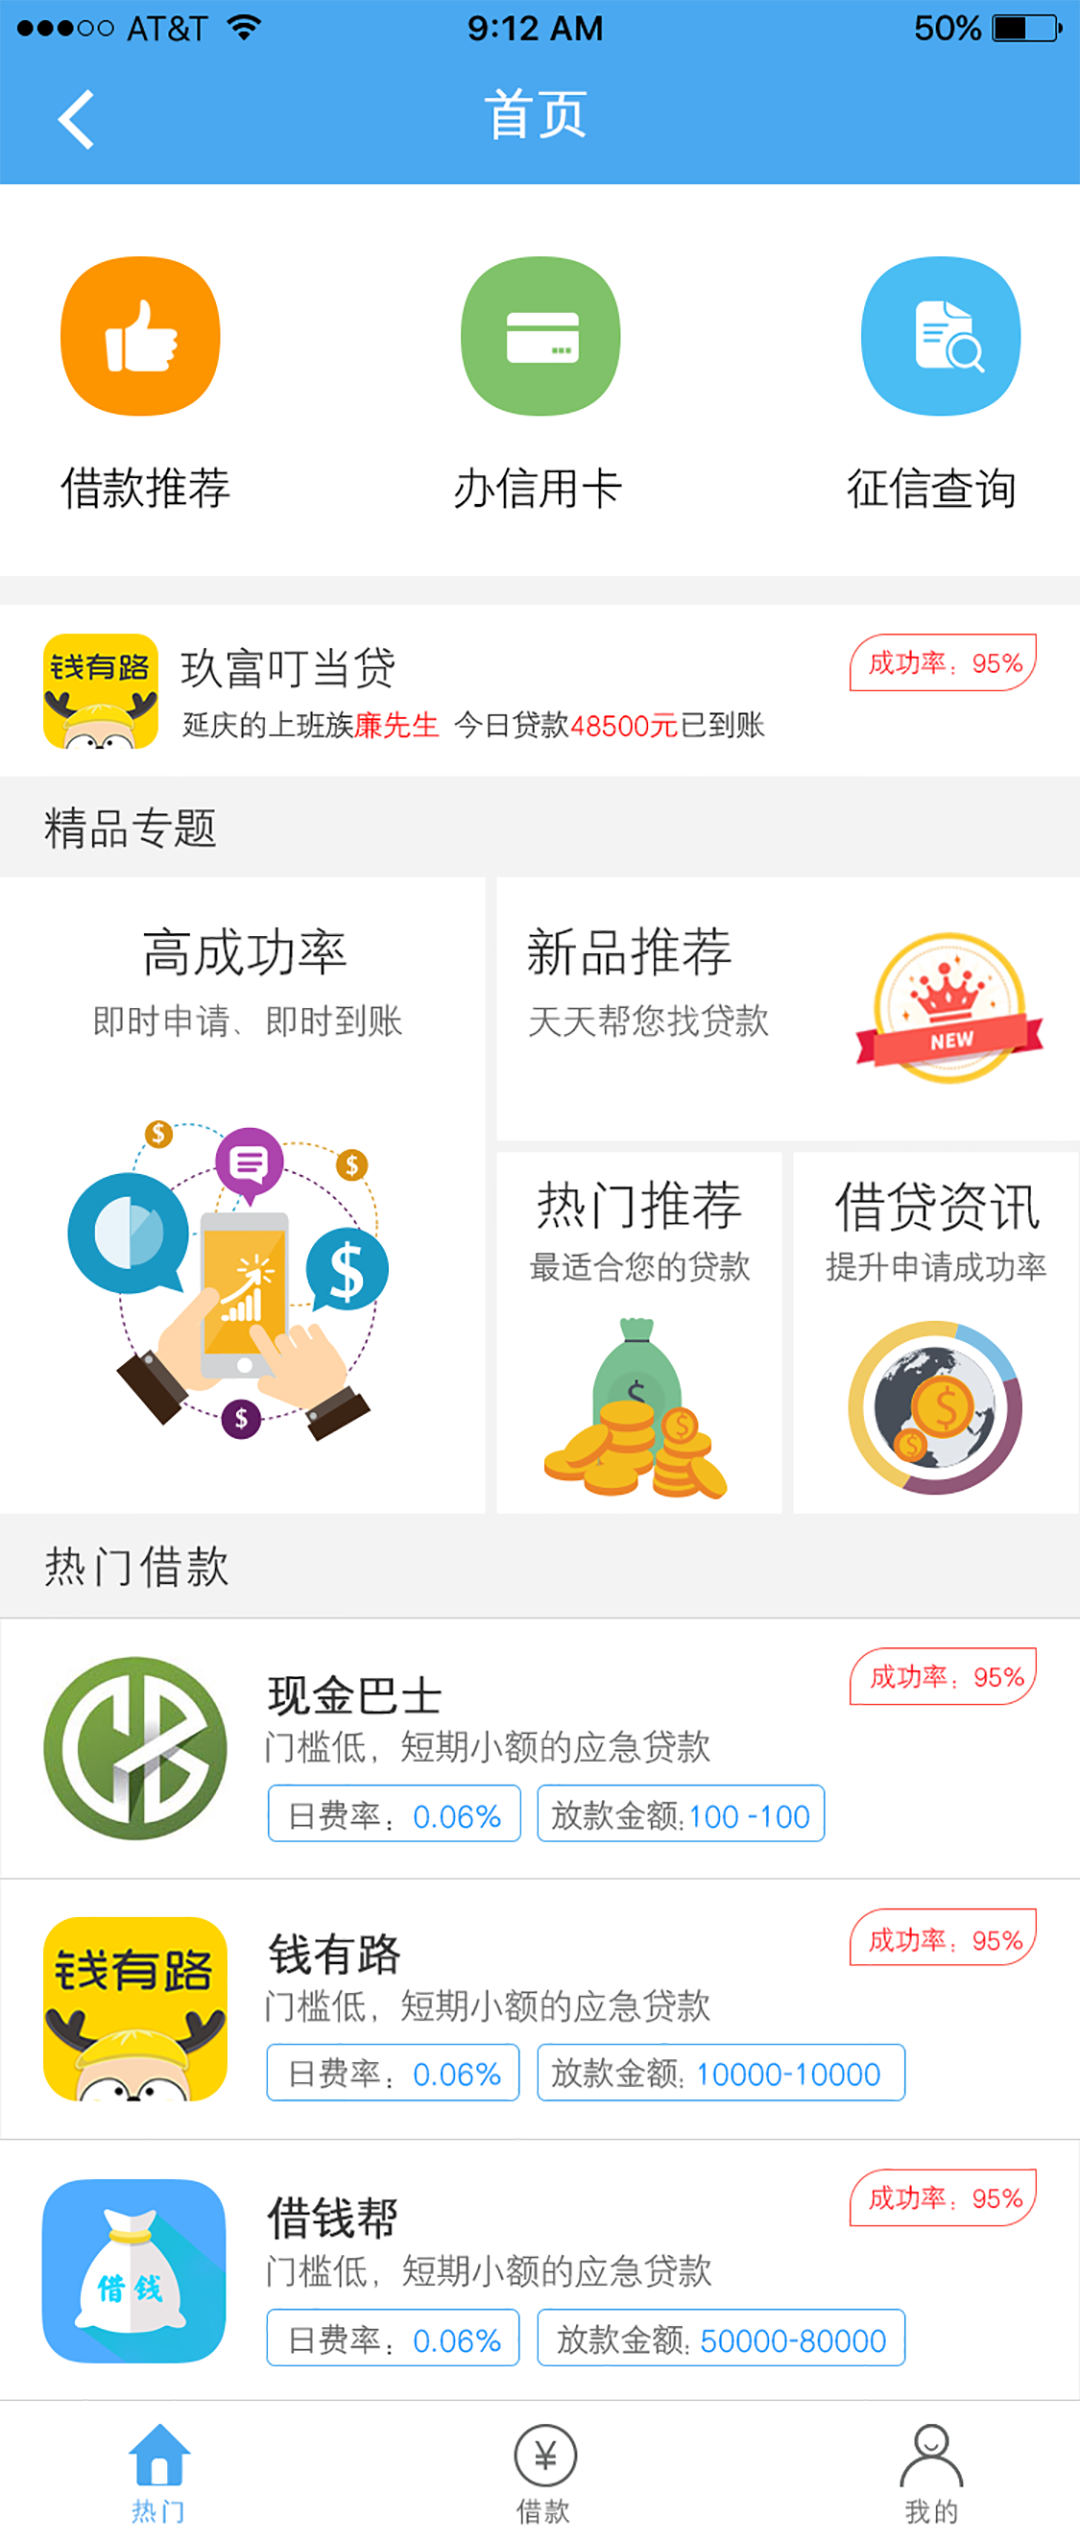 AT&T 9:12 AM 50%
首页
借款推荐 办信用卡 征信查询
钱有路
玖富叮当贷
成功率：95%
延庆的上班族廉先生 今日贷款48500元已到账
精品专题
高成功率
即时申请、即时到账
新品推荐
天天帮您找贷款
NEW
热门推荐
最适合您的贷款
借贷资讯
提升申请成功率
热门借款
现金巴士
成功率：95%
门槛低，短期小额的应急贷款
日费率：0.06% 放款金额:100 -100
钱有路
钱有路
成功率：95%
门槛低，短期小额的应急贷款
日费率：0.06% 放款金额: 10000-10000
借钱
借钱帮
成功率：95%
门槛低，短期小额的应急贷款
日费率：0.06% 放款金额: 50000-80000
热门 借款 我的